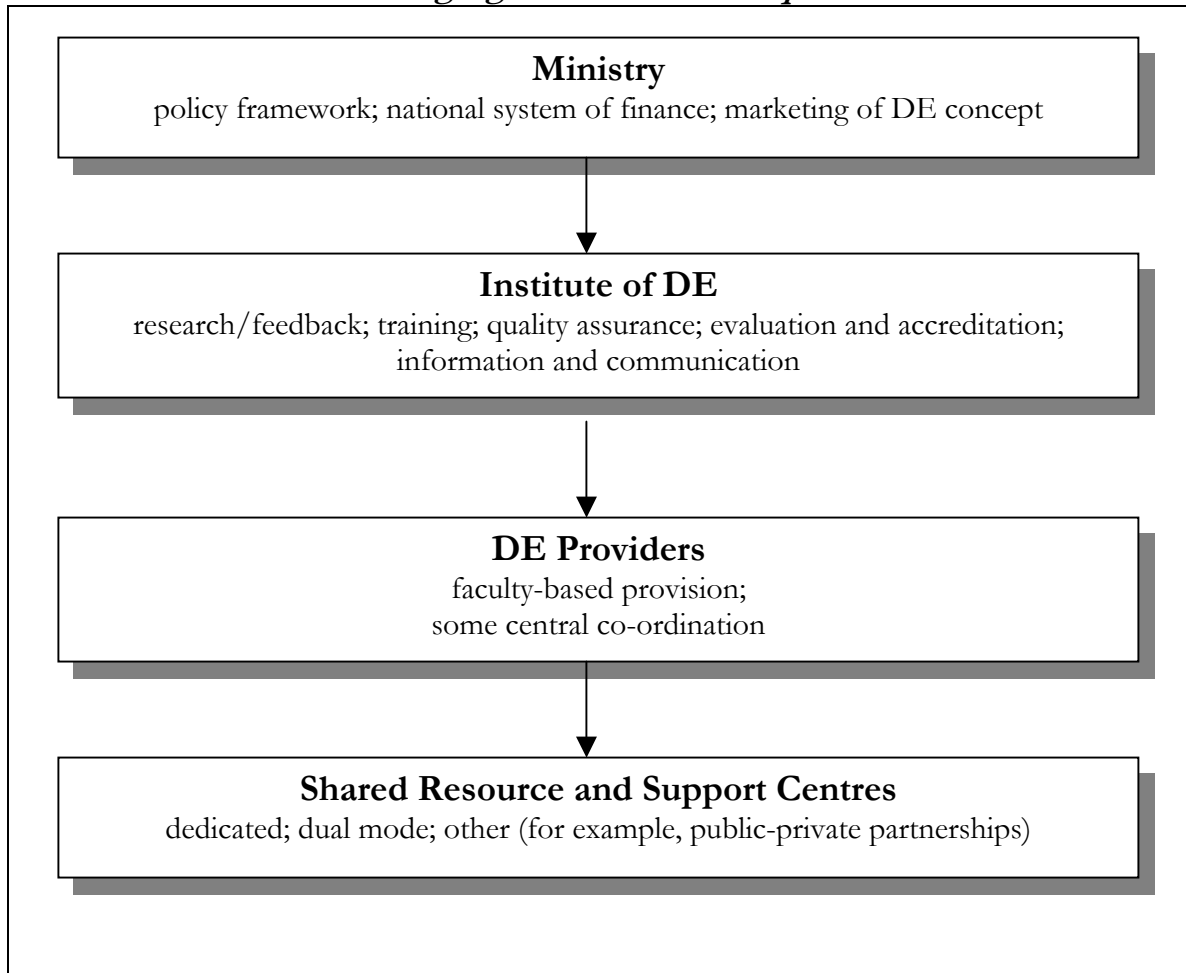 Ministry
policy framework; national system of finance; marketing of DE concept
Institute of DE
research/feedback; training; quality assurance; evaluation and accreditation;
information and communication
DE Providers
faculty-based provision;
some central co-ordination
Shared Resource and Support Centres
dedicated; dual mode; other (for example, public-private partnerships)